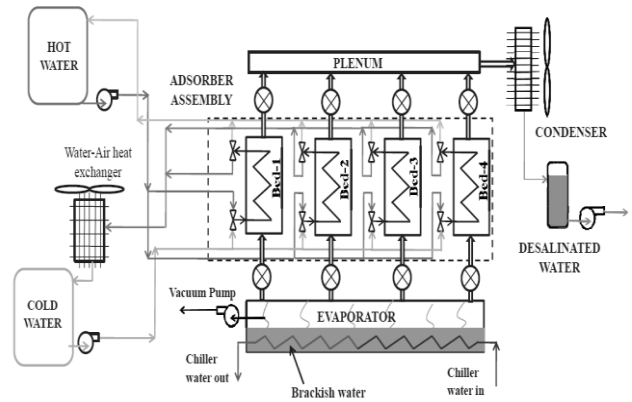 HOT
WATER
PLENUM
ADSORBER
ASSEMBLY
CONDENSER
Water-Air heat
exchanger
Bed-1
Bed-2
Bed-3
Bed-4
DESALINATED
WATER
COLD
WATER
Vacuum Pump
EVAPORATOR
Chiller
water out
Brackish water
Chiller
water in